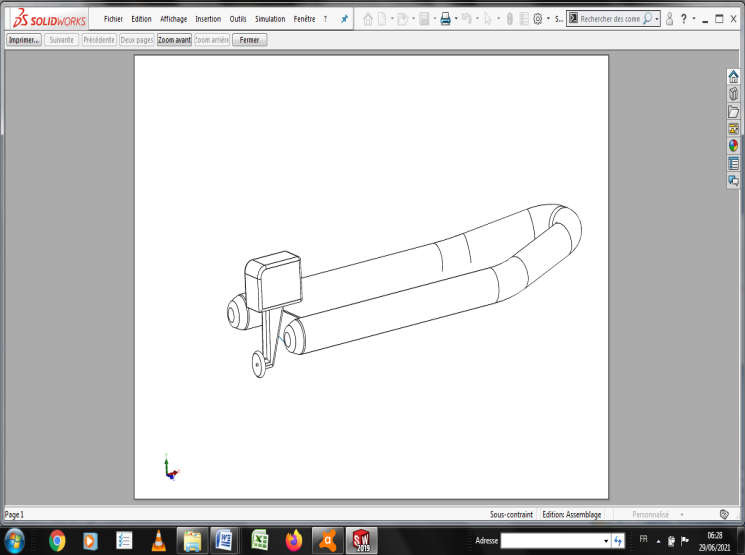 SOLIDWORKS Fichier Edition Affichage Insertion Outils Simulation Fenêtre ? S... Rechercher des comm ?
Imprimer... Suivante Précédente Deux pages Zoom avant Zoom arrière Fermer
Page 1 Sous-contraint Edition: Assemblage Personnalisé
Adresse FR 06:28
SW 2019 29/06/2021